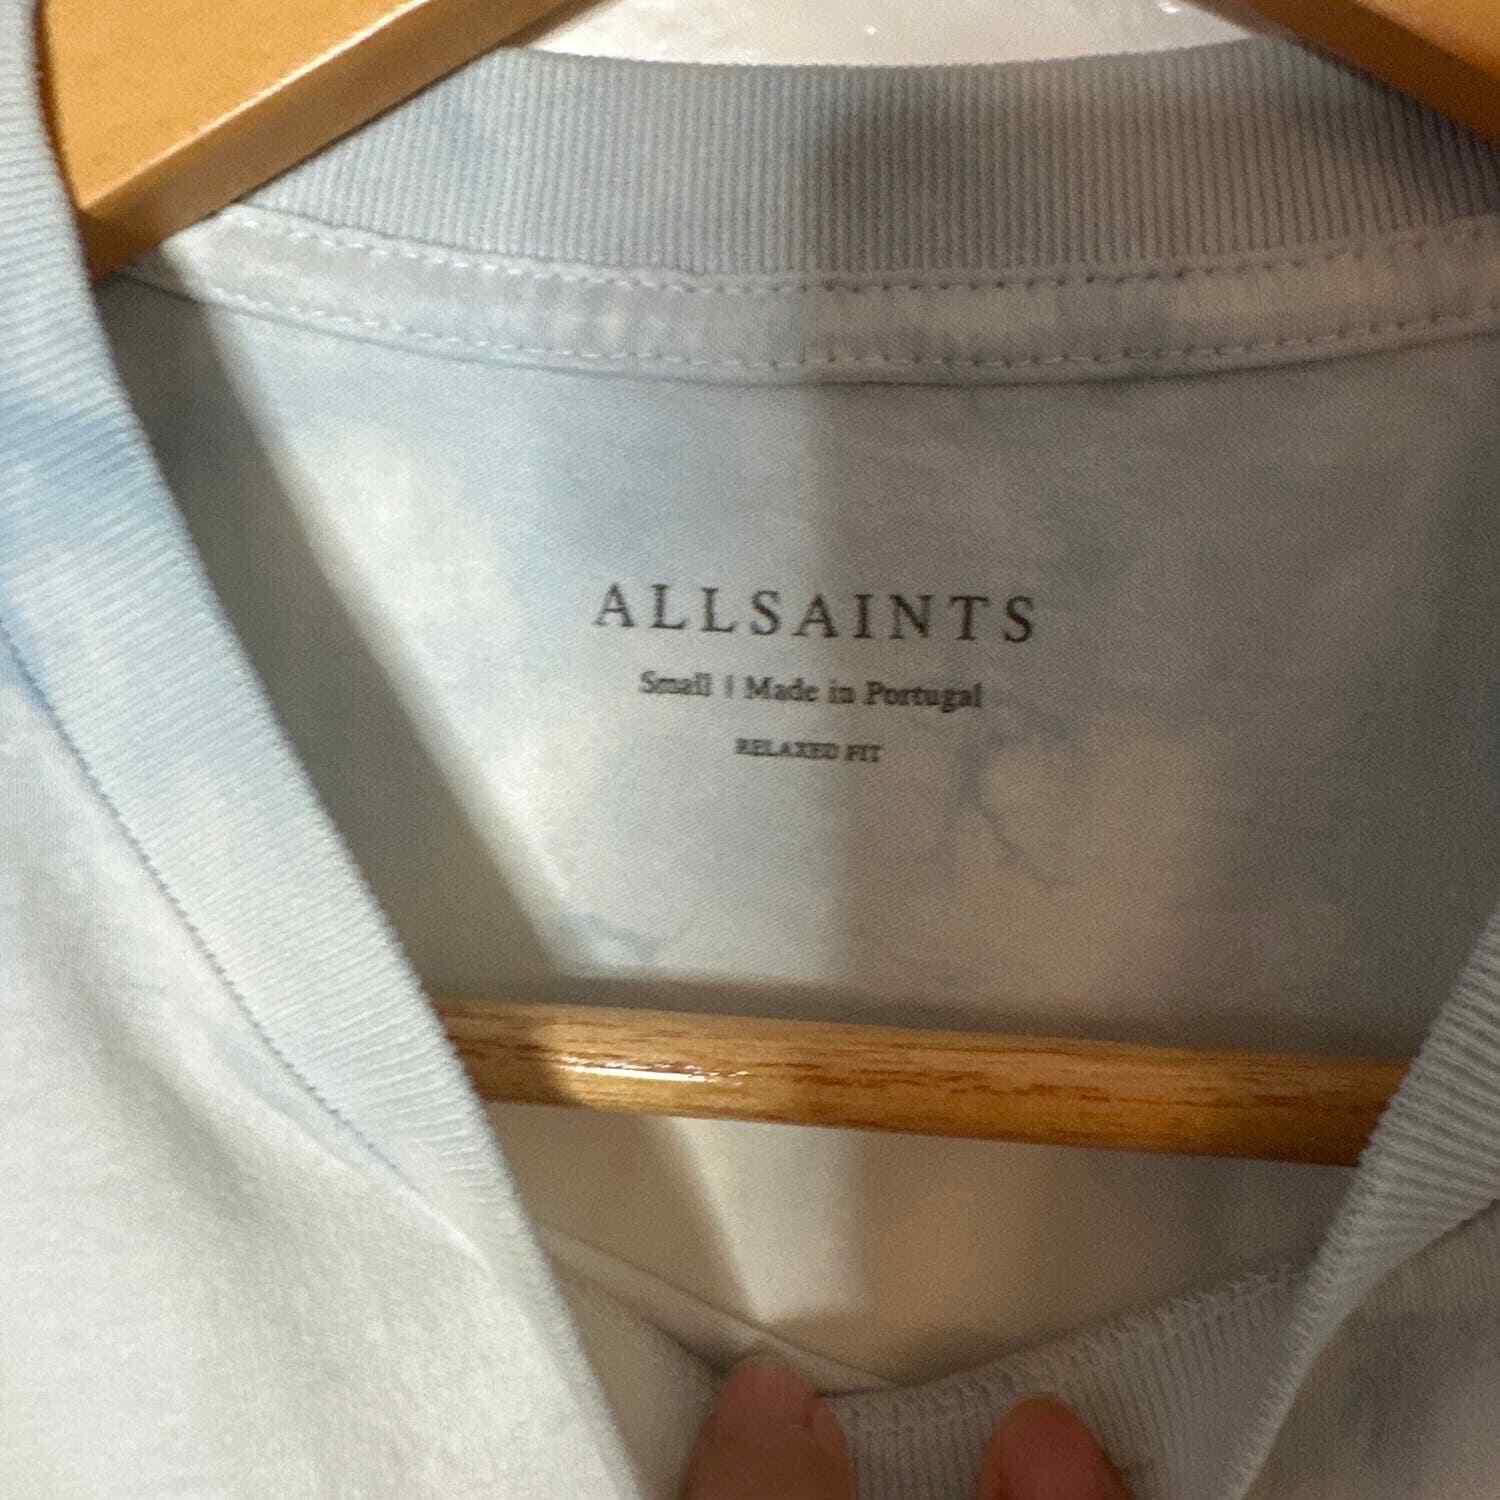 ALLSAINTS
Small | Made in Portugal
RELAXED FIT